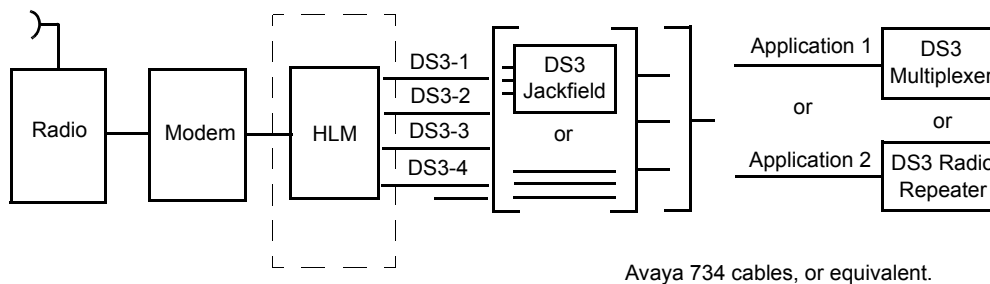 Radio
Modem
HLM
DS3-1
DS3-2
DS3-3
DS3-4
DS3
Jackfield
or
Application 1
or
Application 2
DS3
Multiplexer
or
DS3 Radio
Repeater
Avaya 734 cables, or equivalent.